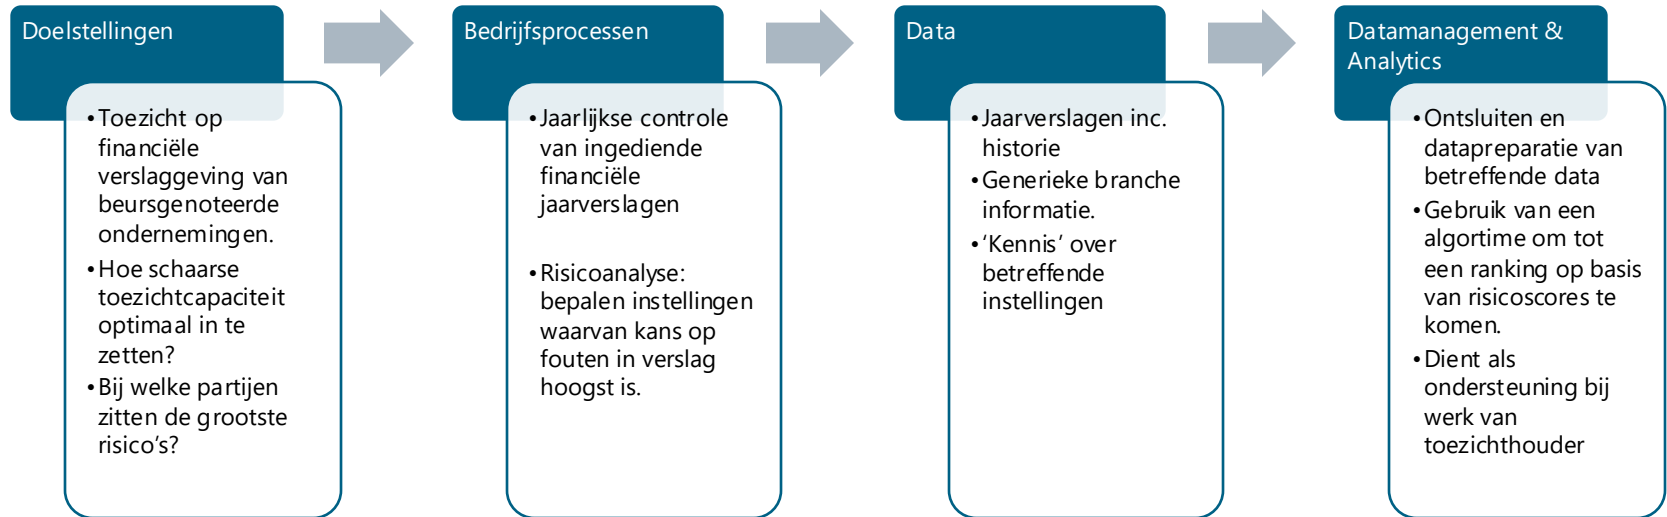 Doelstellingen
•Toezicht op
financiële
verslaggeving van
beursgenoteerde
ondernemingen.
•Hoe schaarse
toezichtcapaciteit
optimaal in te
zetten?
•Bij welke partijen
zitten de grootste
risico’s?
Bedrijfsprocessen
•Jaarlijkse controle
van ingediende
financiële
jaarverslagen
•Risicoanalyse:
bepalen instellingen
waarvan kans op
fouten in verslag
hoogst is.
Data
•Jaarverslagen inc.
historie
•Generieke branche
informatie.
•‘Kennis’ over
betreffende
instellingen
Datamanagement &
Analytics
•Ontsluiten en
datapreparatie van
betreffende data
•Gebruik van een
algortime om tot
een ranking op basis
van risicoscores te
komen.
•Dient als
ondersteuning bij
werk van
toezichthouder